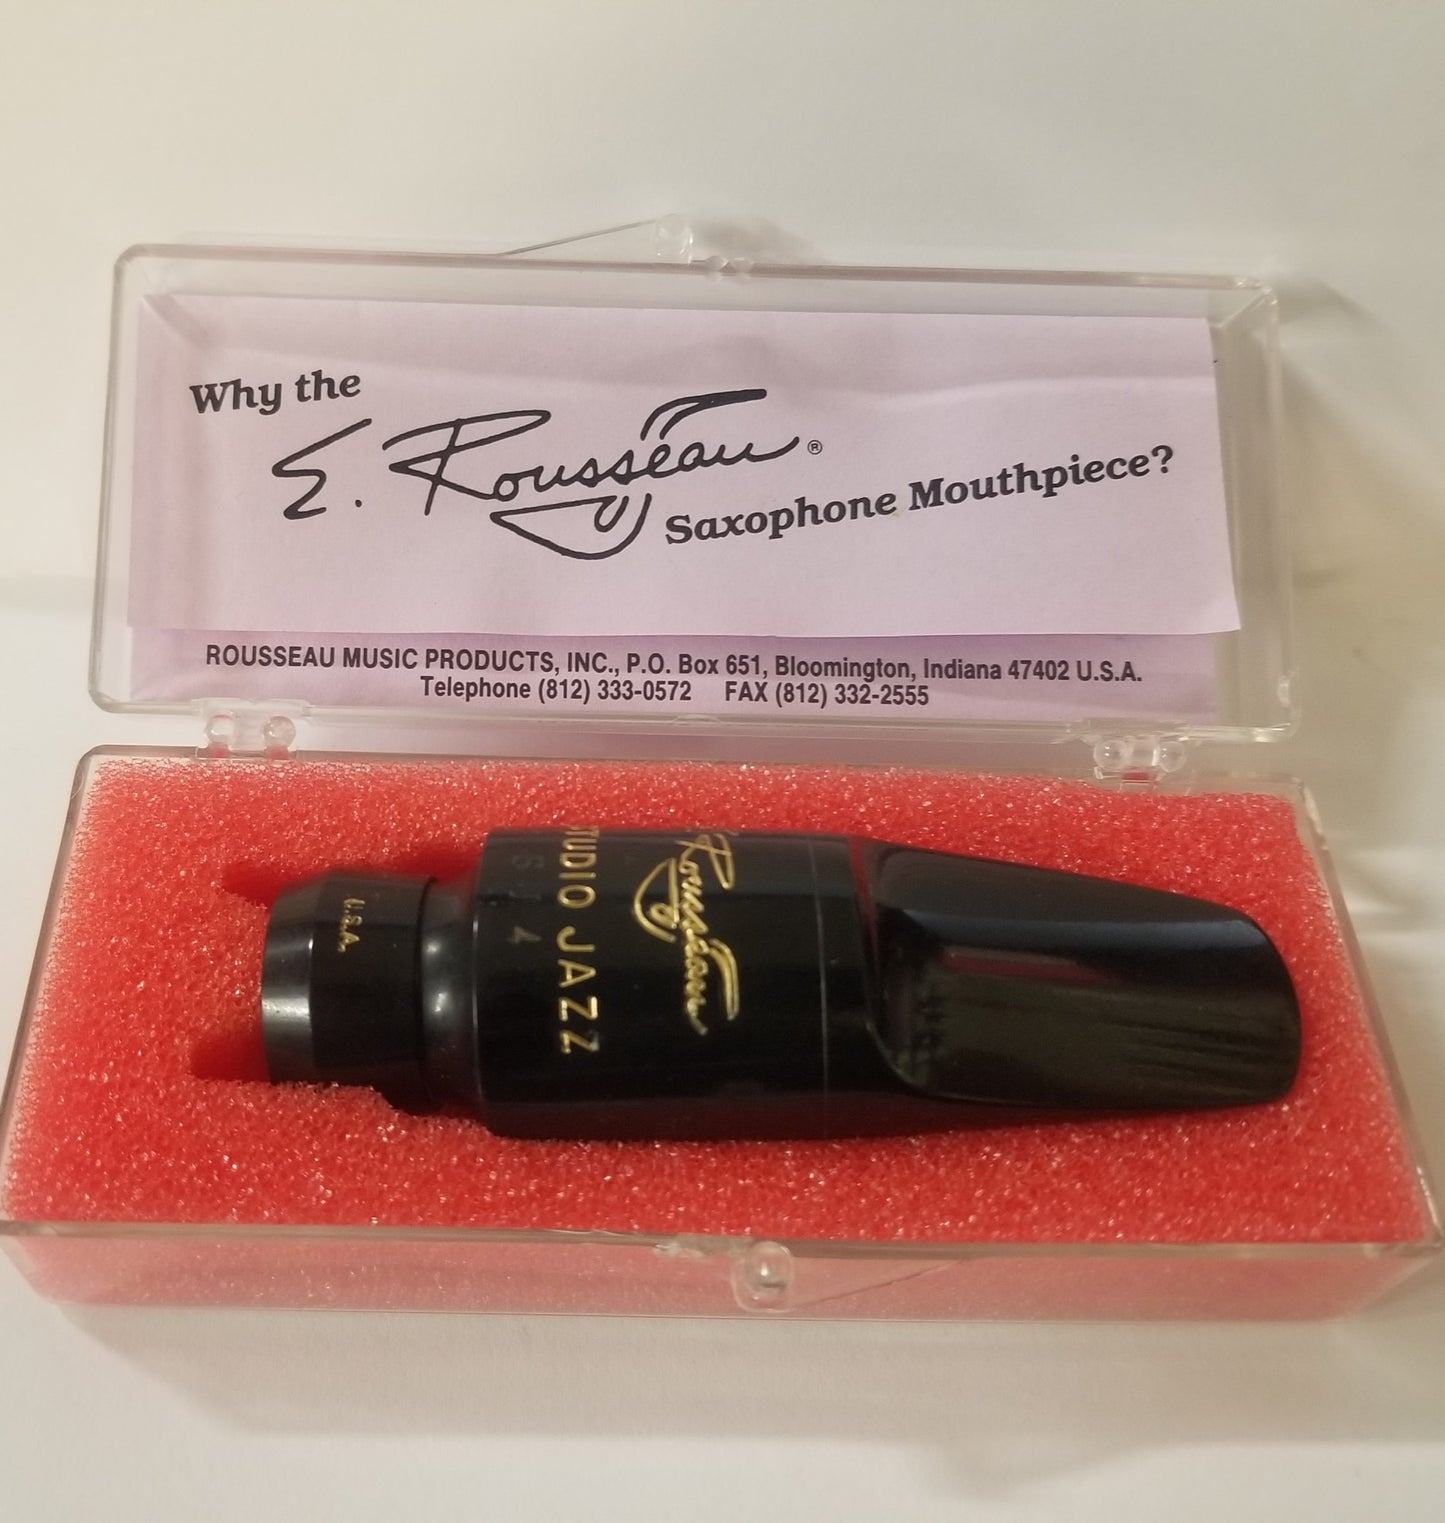 Why the
E. Rousseau®
Saxophone Mouthpiece?
ROUSSEAU MUSIC PRODUCTS, INC., P.O. Box 651, Bloomington, Indiana 47402 U.S.A.
Telephone (812) 333-0572 FAX (812) 332-2555
U.S.A.
4
STUDIO JAZZ
Rousseau